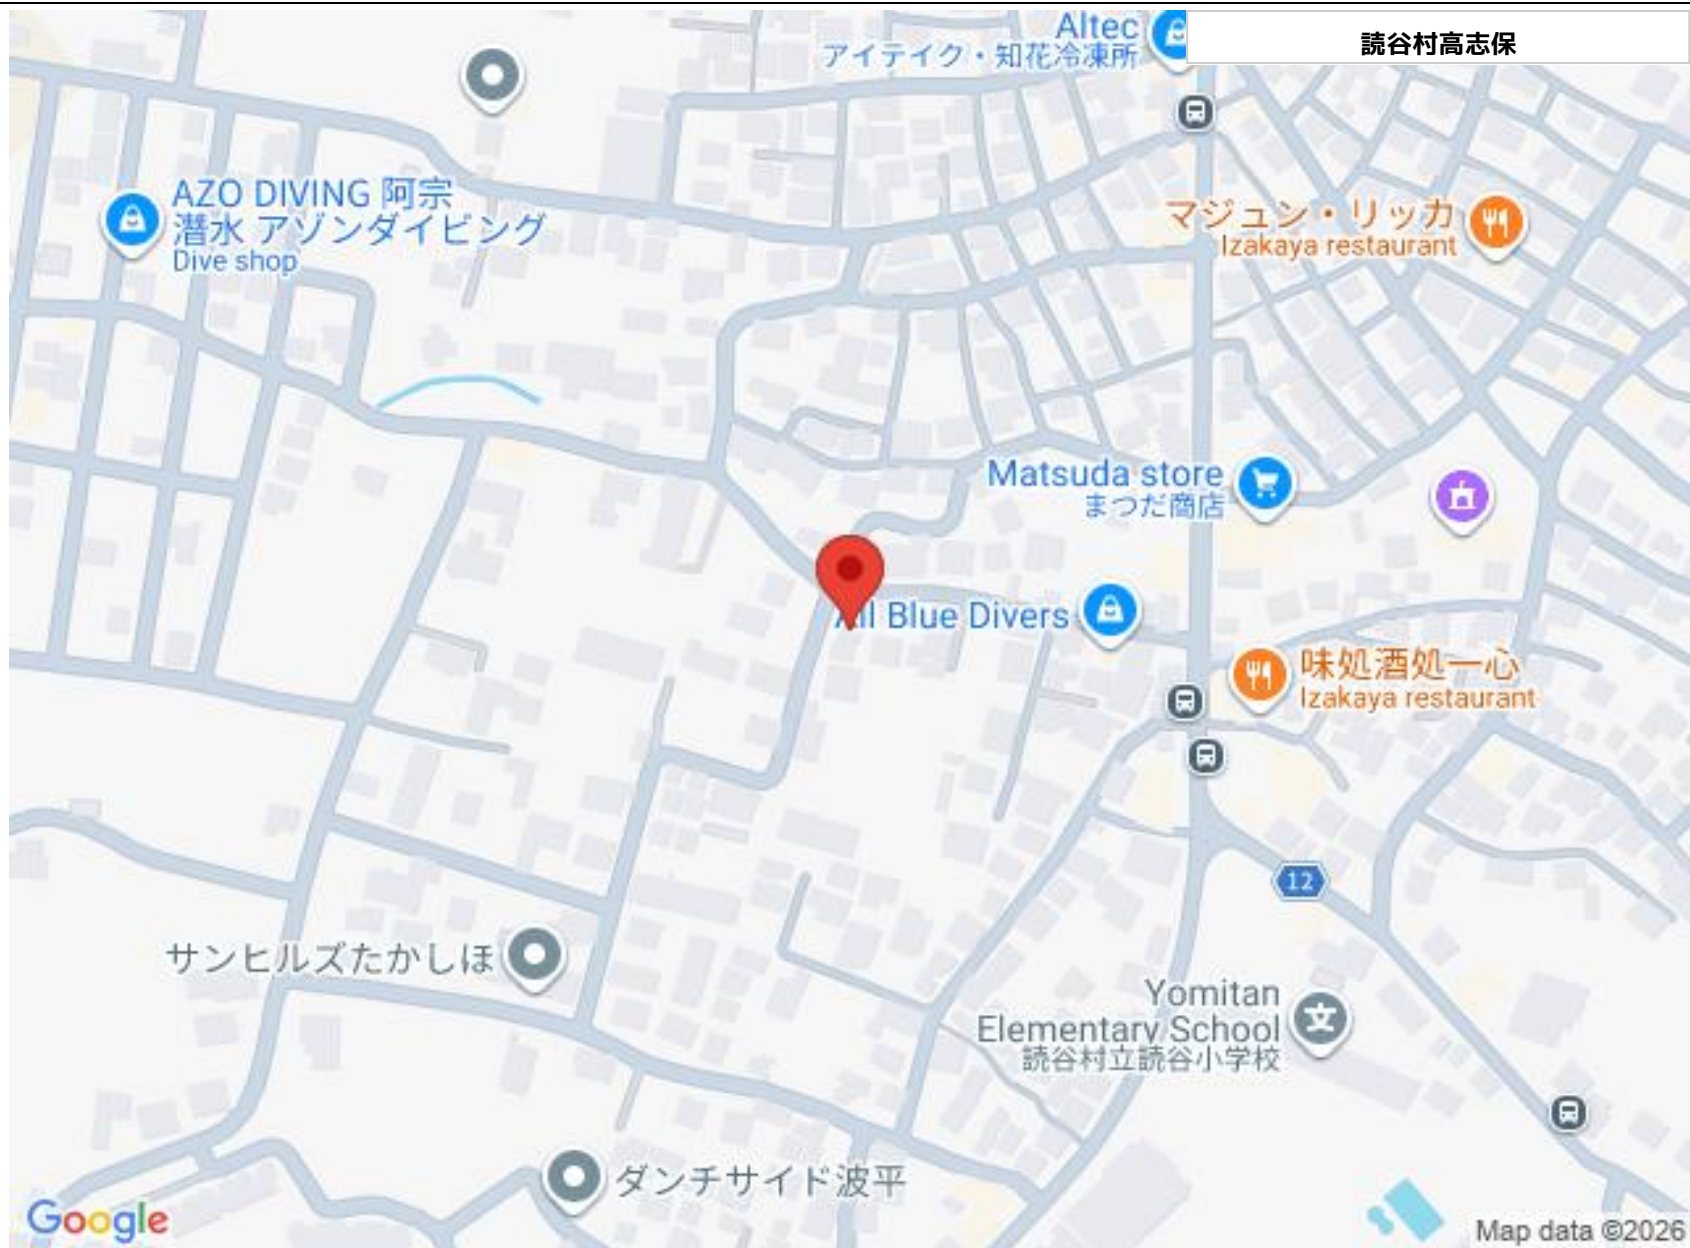 Altec
アイテイク・知花冷凍所
読谷村高志保
AZO DIVING 阿宗
潜水 アゾンダイビング
Dive shop
マジュン・リッカ
Izakaya restaurant
Matsuda store
まつだ商店
All Blue Divers
味処酒処一心
Izakaya restaurant
12
サンヒルズたかしほ
Yomitan
Elementary School
読谷村立読谷小学校
文
ダンチサイド波平
Google
Map data ©2026